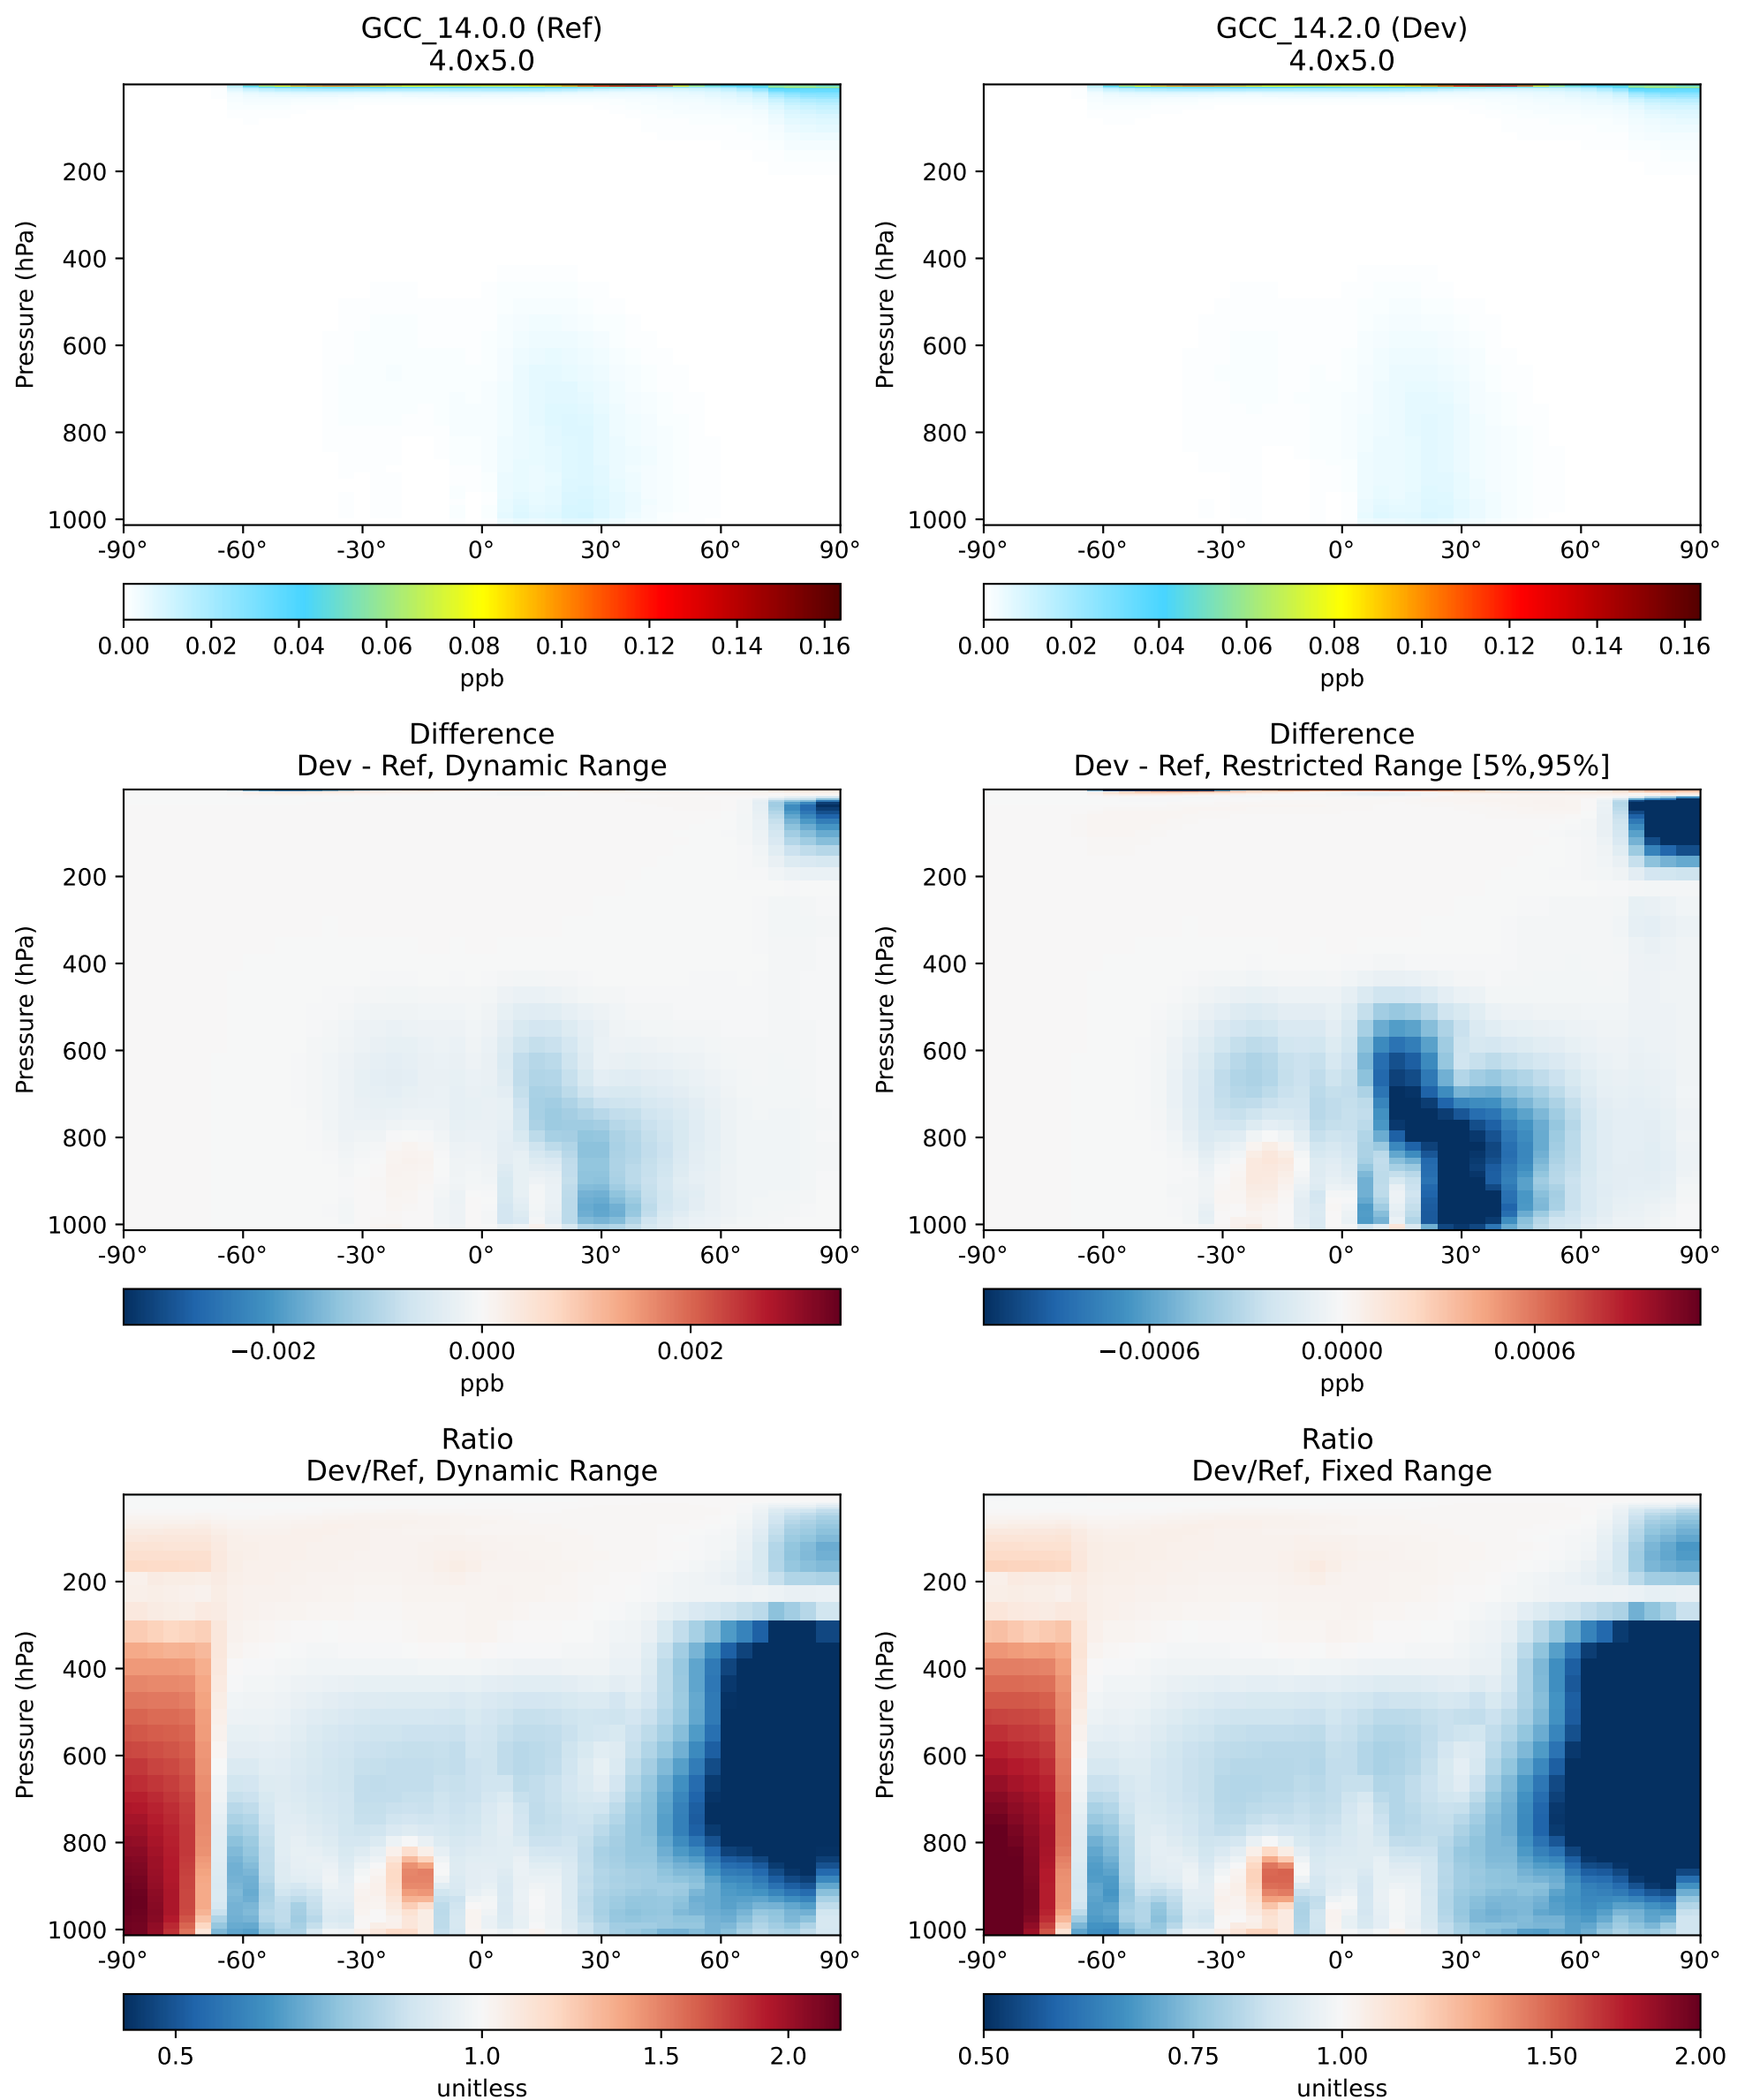 GCC_14.0.0 (Ref)
4.0x5.0
Pressure (hPa)
200
400
600
800
1000
-90° -60° -30° 0° 30° 60° 90°
0.00 0.02 0.04 0.06 0.08 0.10 0.12 0.14 0.16
ppb
GCC_14.2.0 (Dev)
4.0x5.0
Pressure (hPa)
200
400
600
800
1000
-90° -60° -30° 0° 30° 60° 90°
0.00 0.02 0.04 0.06 0.08 0.10 0.12 0.14 0.16
ppb
Difference
Dev - Ref, Dynamic Range
Pressure (hPa)
200
400
600
800
1000
-90° -60° -30° 0° 30° 60° 90°
−0.002 0.000 0.002
ppb
Difference
Dev - Ref, Restricted Range [5%,95%]
Pressure (hPa)
200
400
600
800
1000
-90° -60° -30° 0° 30° 60° 90°
−0.0006 0.0000 0.0006
ppb
Ratio
Dev/Ref, Dynamic Range
Pressure (hPa)
200
400
600
800
1000
-90° -60° -30° 0° 30° 60° 90°
0.5 1.0 1.5 2.0
unitless
Ratio
Dev/Ref, Fixed Range
Pressure (hPa)
200
400
600
800
1000
-90° -60° -30° 0° 30° 60° 90°
0.50 0.75 1.00 1.50 2.00
unitless